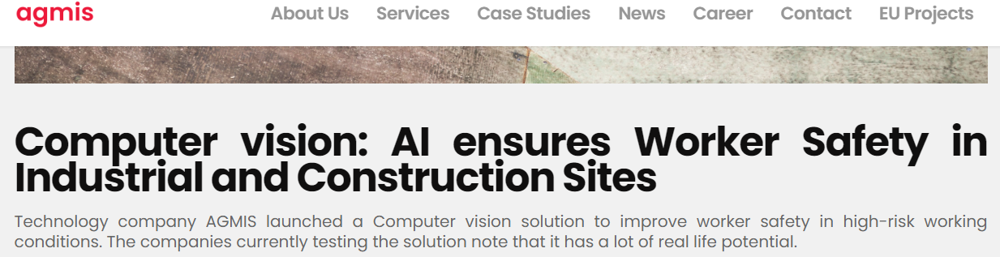 agmis
About Us Services Case Studies News Career Contact EU Projects
Computer vision: AI ensures Worker Safety in
Industrial and Construction Sites
Technology company AGMIS launched a Computer vision solution to improve worker safety in high-risk working
conditions. The companies currently testing the solution note that it has a lot of real life potential.